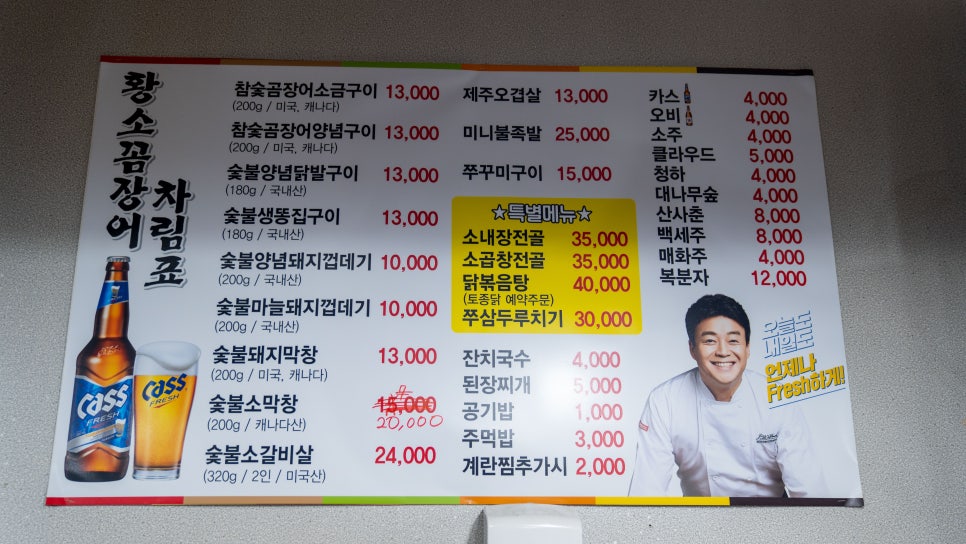 황소곰장어
차림표
참숯곰장어소금구이 13,000
(200g / 미국, 캐나다)
참숯곰장어양념구이 13,000
(200g / 미국, 캐나다)
숯불양념닭발구이 13,000
(180g / 국내산)
숯불생똥집구이 13,000
(180g / 국내산)
숯불양념돼지껍데기 10,000
(200g / 국내산)
숯불마늘돼지껍데기 10,000
(200g / 국내산)
숯불돼지막창 13,000
(200g / 미국, 캐나다)
숯불소막창 15,000
20,000
(200g / 캐나다산)
숯불소갈비살 24,000
(320g / 2인 / 미국산)
제주오겹살 13,000
미니불족발 25,000
쭈꾸미구이 15,000
★특별메뉴★
소내장전골 35,000
소곱창전골 35,000
닭볶음탕 40,000
(토종닭 예약주문)
쭈삼두루치기 30,000
잔치국수 4,000
된장찌개 5,000
공기밥 1,000
주먹밥 3,000
계란찜추가시 2,000
카스 4,000
오비 4,000
소주 4,000
클라우드 5,000
청하 4,000
대나무숲 4,000
산사춘 8,000
백세주 8,000
매화주 4,000
복분자 12,000
오늘도
내일도
언제나
Fresh하게!
Cass
FRESH
Cass
FRESH